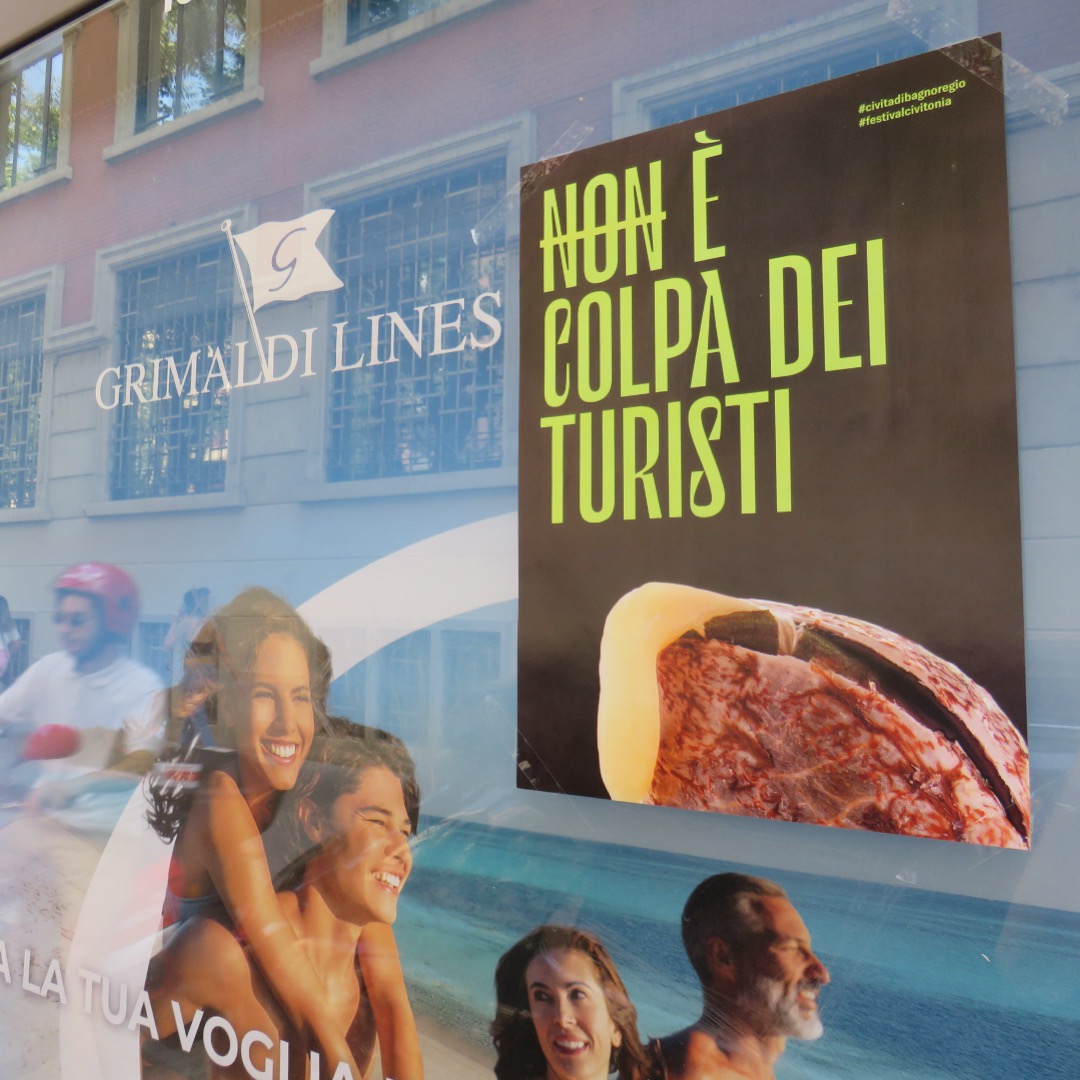 G
GRIMALDI LINES
#civitadibagnoregio
#festivalcivitonia
NON È
COLPA DEI
TURISTI
A LA TUA VOGLIA